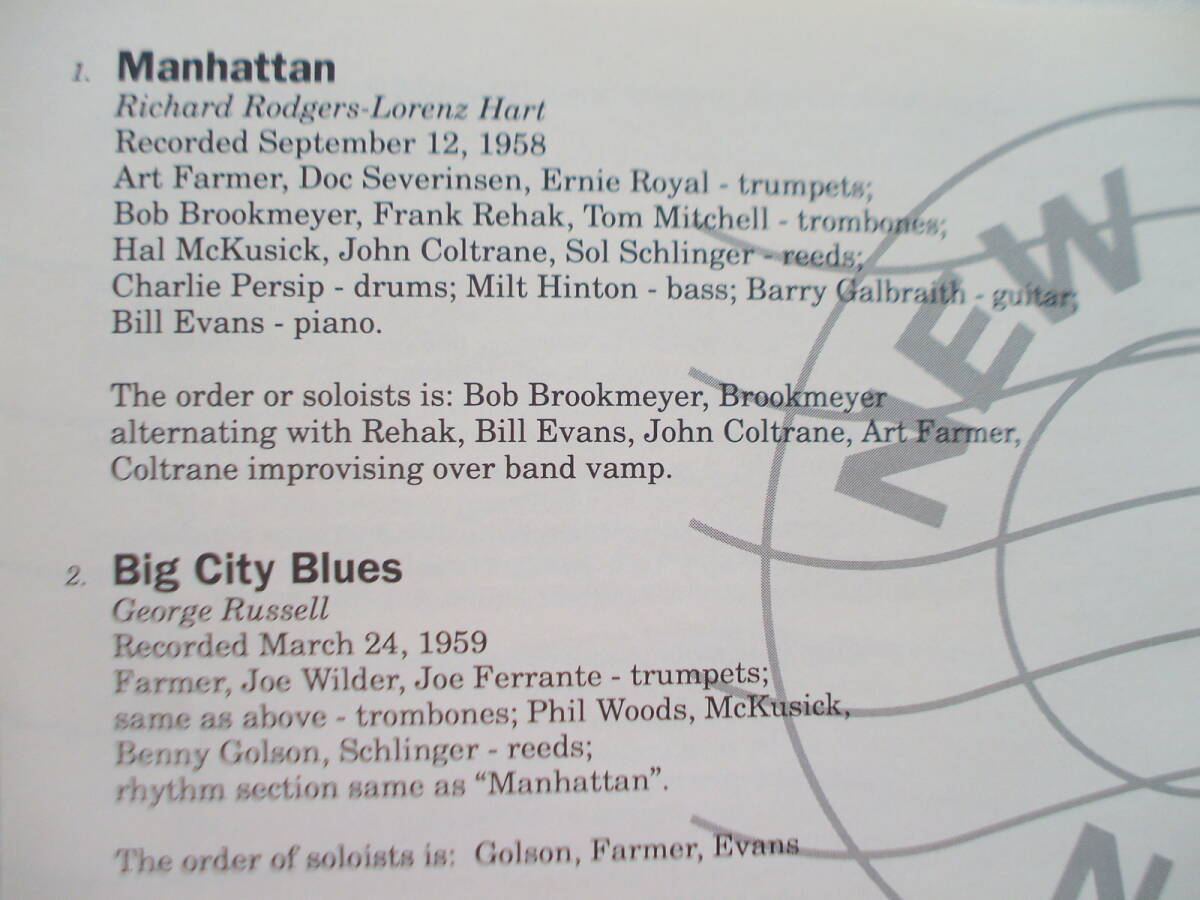 1. Manhattan
Richard Rodgers-Lorenz Hart
Recorded September 12, 1958
Art Farmer, Doc Severinsen, Ernie Royal - trumpets;
Bob Brookmeyer, Frank Rehak, Tom Mitchell - trombones;
Hal McKusick, John Coltrane, Sol Schlinger - reeds;
Charlie Persip - drums; Milt Hinton - bass; Barry Galbraith - guitar;
Bill Evans - piano.
The order or soloists is: Bob Brookmeyer, Brookmeyer
alternating with Rehak, Bill Evans, John Coltrane, Art Farmer,
Coltrane improvising over band vamp.
2. Big City Blues
George Russell
Recorded March 24, 1959
Farmer, Joe Wilder, Joe Ferrante - trumpets;
same as above - trombones; Phil Woods, McKusick,
Benny Golson, Schlinger - reeds;
rhythm section same as “Manhattan”.
The order of soloists is: Golson, Farmer, Evans
NEW